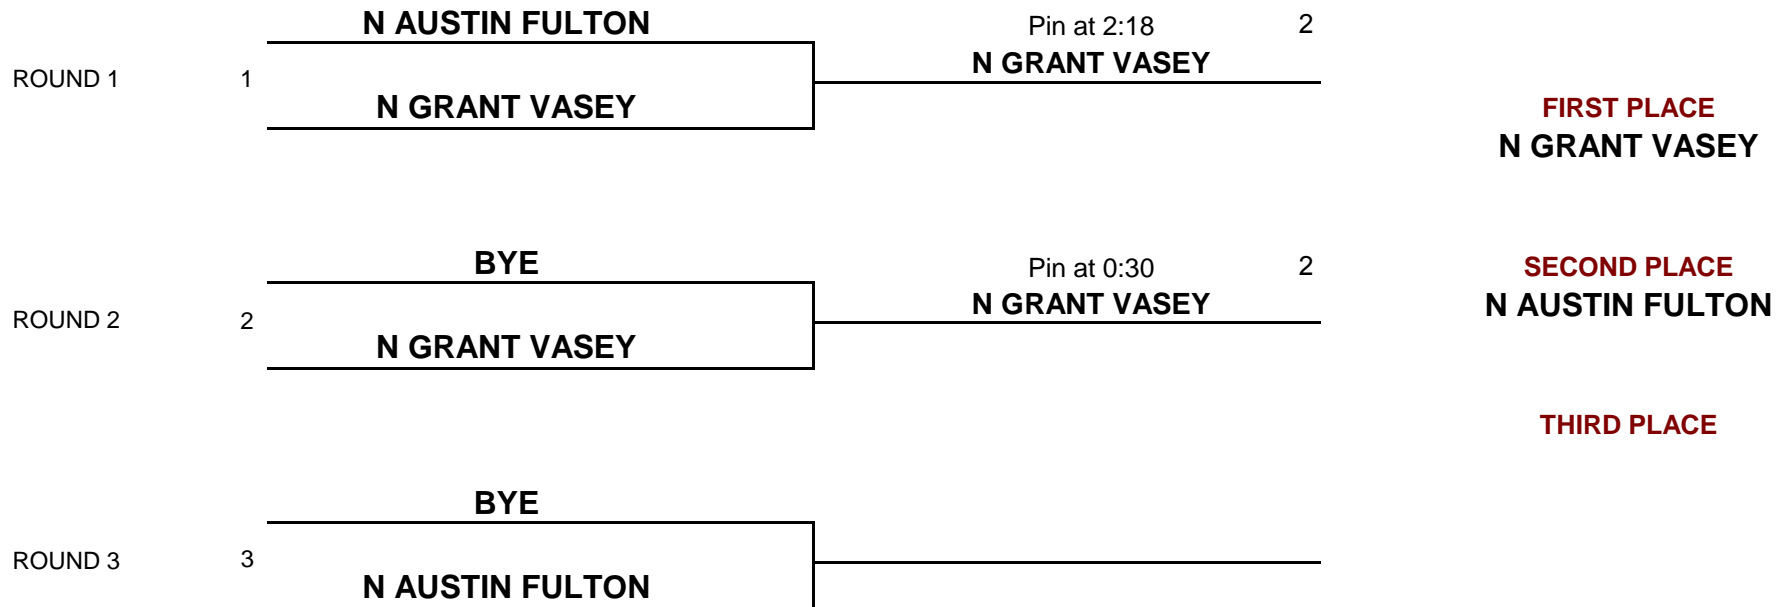 N AUSTIN FULTON
Pin at 2:18 2
N GRANT VASEY
ROUND 1 1
N GRANT VASEY
FIRST PLACE
N GRANT VASEY
BYE
Pin at 0:30 2
SECOND PLACE
N GRANT VASEY
N AUSTIN FULTON
ROUND 2 2
N GRANT VASEY
THIRD PLACE
BYE
ROUND 3 3
N AUSTIN FULTON